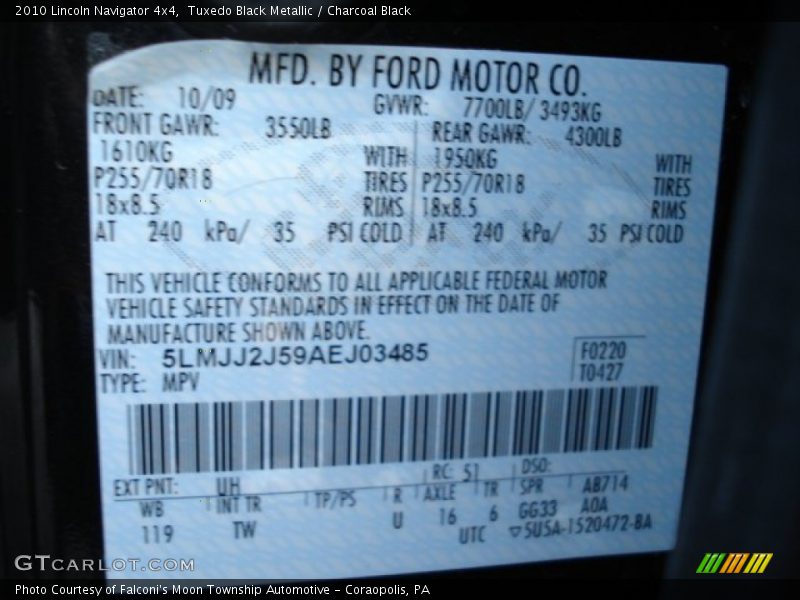 2010 Lincoln Navigator 4x4, Tuxedo Black Metallic / Charcoal Black
MFD. BY FORD MOTOR CO.
DATE: 10/09 GVWR: 7700LB/ 3493KG
FRONT GAWR: 3550LB REAR GAWR: 4300LB
1610KG WITH 1950KG WITH
P255/70R18 TIRES P255/70R18 TIRES
18x8.5 RIMS 18x8.5 RIMS
AT 240 kPa/ 35 PSI COLD AT 240 kPa/ 35 PSI COLD
THIS VEHICLE CONFORMS TO ALL APPLICABLE FEDERAL MOTOR
VEHICLE SAFETY STANDARDS IN EFFECT ON THE DATE OF
MANUFACTURE SHOWN ABOVE.
VIN: 5LMJJ2J59AEJ03485 F0220
TYPE: MPV T0427
EXT PNT: UH RC: 51 DSO:
WB INT TR TP/PS R AXLE TR SPR AB714
119 TW U 16 6 GG33 A0A
UTC ▽5U5A-1520472-BA
GTCARLOT.COM
Photo Courtesy of Falconi's Moon Township Automotive - Coraopolis, PA